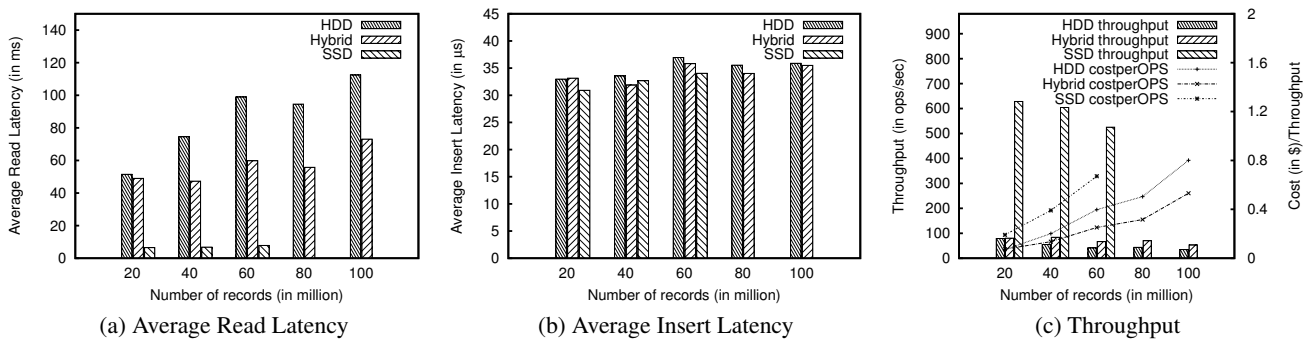 140
120
100
80
60
40
20
0
Average Read Latency (in ms)
HDD
Hybrid
SSD
20 40 60 80 100
Number of records (in million)
(a) Average Read Latency
45
40
35
30
25
20
15
10
5
0
Average Insert Latency (in µs)
HDD
Hybrid
SSD
20 40 60 80 100
Number of records (in million)
(b) Average Insert Latency
900
800
700
600
500
400
300
200
100
0
Throughput (in ops/sec)
HDD throughput
Hybrid throughput
SSD throughput
HDD costperOPS
Hybrid costperOPS
SSD costperOPS
2
1.6
1.2
0.8
0.4
0
Cost (in $)/Throughput
20 40 60 80 100
Number of records (in million)
(c) Throughput